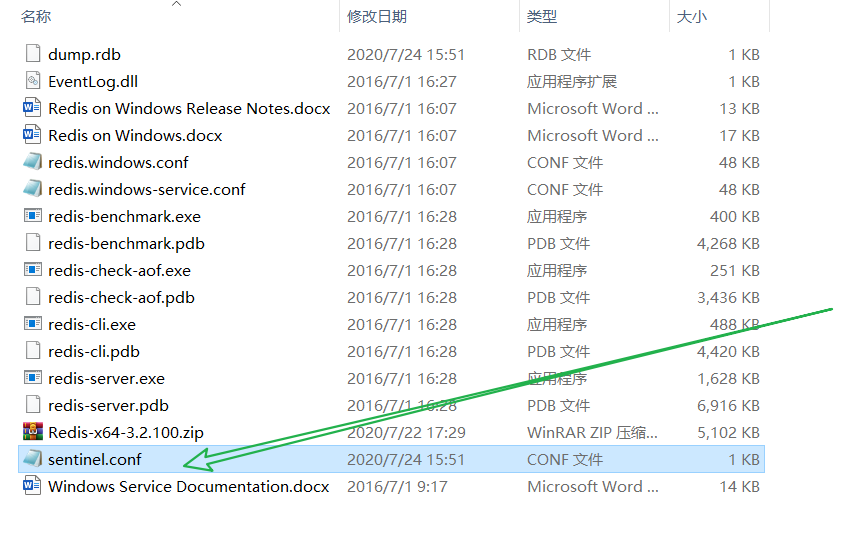 名称 修改日期 类型 大小
dump.rdb 2020/7/24 15:51 RDB 文件 1 KB
EventLog.dll 2016/7/1 16:27 应用程序扩展 1 KB
Redis on Windows Release Notes.docx 2016/7/1 16:07 Microsoft Word ... 13 KB
Redis on Windows.docx 2016/7/1 16:07 Microsoft Word ... 17 KB
redis.windows.conf 2016/7/1 16:07 CONF 文件 48 KB
redis.windows-service.conf 2016/7/1 16:07 CONF 文件 48 KB
redis-benchmark.exe 2016/7/1 16:28 应用程序 400 KB
redis-benchmark.pdb 2016/7/1 16:28 PDB 文件 4,268 KB
redis-check-aof.exe 2016/7/1 16:28 应用程序 251 KB
redis-check-aof.pdb 2016/7/1 16:28 PDB 文件 3,436 KB
redis-cli.exe 2016/7/1 16:28 应用程序 488 KB
redis-cli.pdb 2016/7/1 16:28 PDB 文件 4,420 KB
redis-server.exe 2016/7/1 16:28 应用程序 1,628 KB
redis-server.pdb 2016/7/1 16:28 PDB 文件 6,916 KB
Redis-x64-3.2.100.zip 2020/7/22 17:29 WinRAR ZIP 压缩... 5,102 KB
sentinel.conf 2020/7/24 15:51 CONF 文件 1 KB
Windows Service Documentation.docx 2016/7/1 9:17 Microsoft Word ... 14 KB